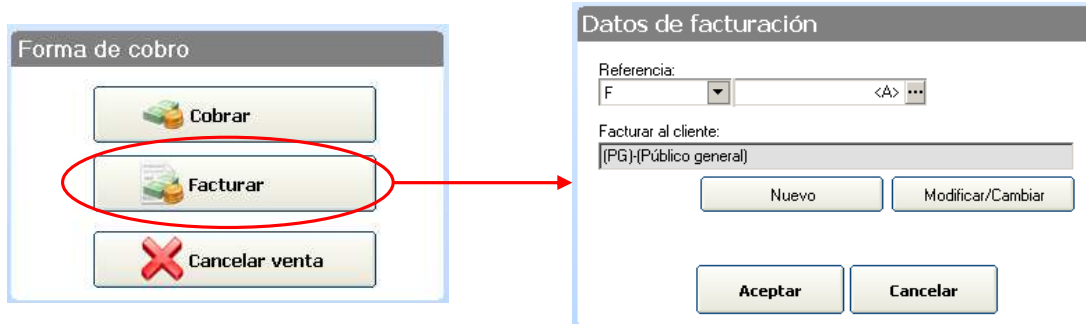 Forma de cobro
Cobrar
Facturar
Cancelar venta
Datos de facturación
Referencia:
F <A> ...
Facturar al cliente:
(PG)-(Público general)
Nuevo Modificar/Cambiar
Aceptar Cancelar